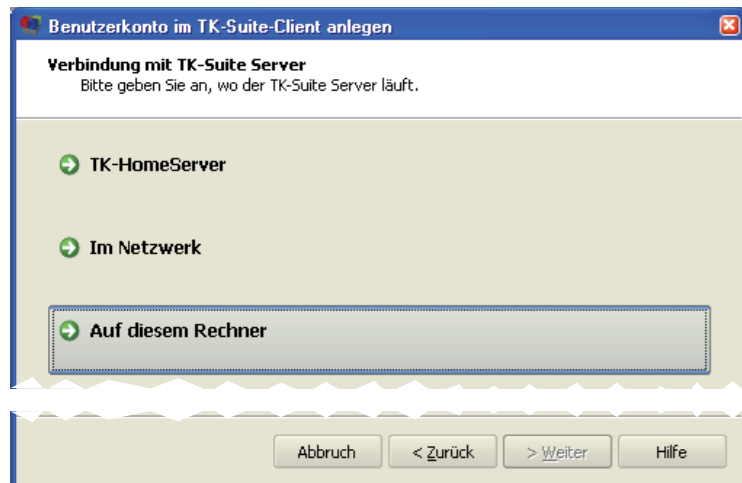 Benutzerkonto im TK-Suite-Client anlegen
Verbindung mit TK-Suite Server
Bitte geben Sie an, wo der TK-Suite Server läuft.
TK-HomeServer
Im Netzwerk
Auf diesem Rechner
Abbruch
< Zurück
> Weiter
Hilfe